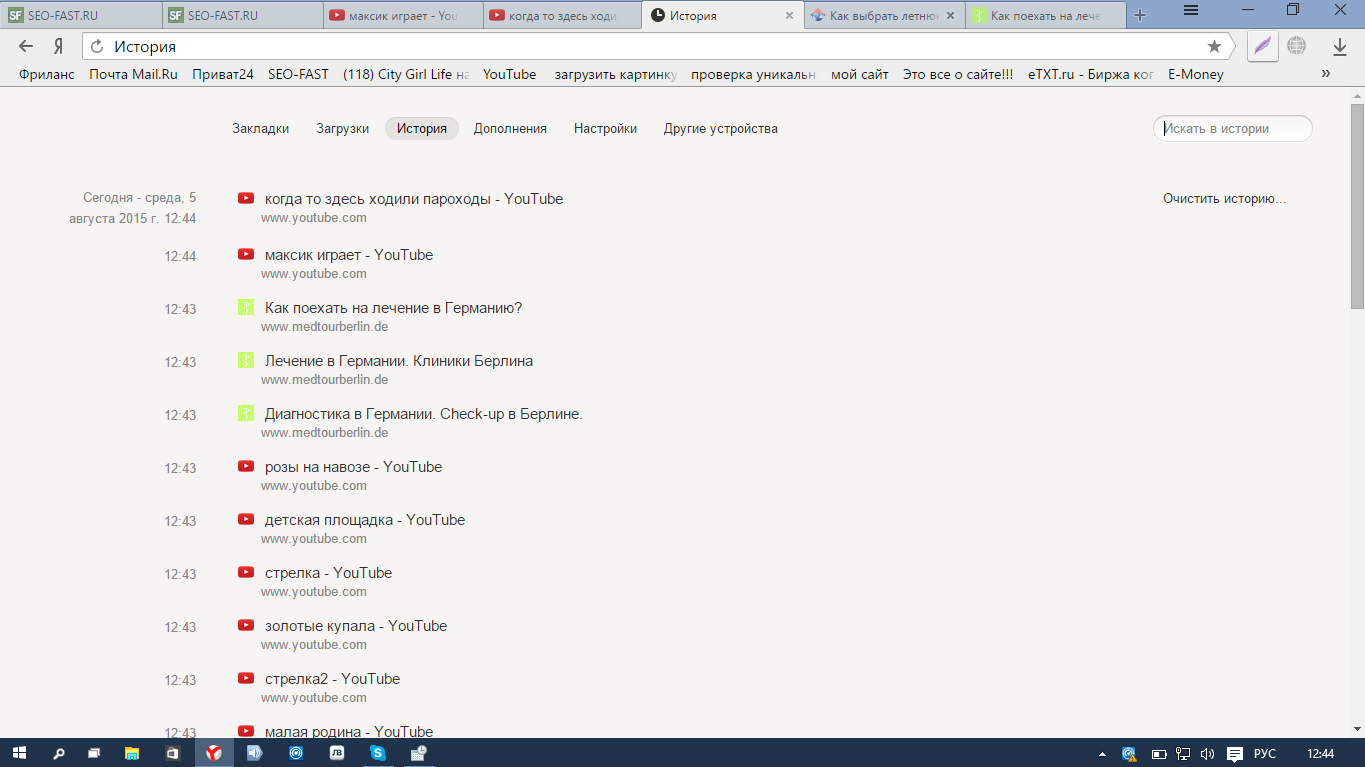 SEO-FAST.RU
SEO-FAST.RU
максик играет - You
когда то здесь ходи
История
Как выбрать летнюю
Как поехать на лече
Я
История
Фриланс
Почта Mail.Ru
Приват24
SEO-FAST
(118) City Girl Life на
YouTube
загрузить картинку
проверка уникальн
мой сайт
Это все о сайте!!!
eTXT.ru - Биржа коп
E-Money
»
Закладки
Загрузки
История
Дополнения
Настройки
Другие устройства
Искать в истории
Сегодня - среда, 5
августа 2015 г. 12:44
когда то здесь ходили пароходы - YouTube
www.youtube.com
Очистить историю...
12:44
максик играет - YouTube
www.youtube.com
12:43
Как поехать на лечение в Германию?
www.medtourberlin.de
12:43
Лечение в Германии. Клиники Берлина
www.medtourberlin.de
12:43
Диагностика в Германии. Check-up в Берлине.
www.medtourberlin.de
12:43
розы на навозе - YouTube
www.youtube.com
12:43
детская площадка - YouTube
www.youtube.com
12:43
стрелка - YouTube
www.youtube.com
12:43
золотые купала - YouTube
www.youtube.com
12:43
стрелка2 - YouTube
www.youtube.com
12:43
малая родина - YouTube
ЛВ
РУС
12:44